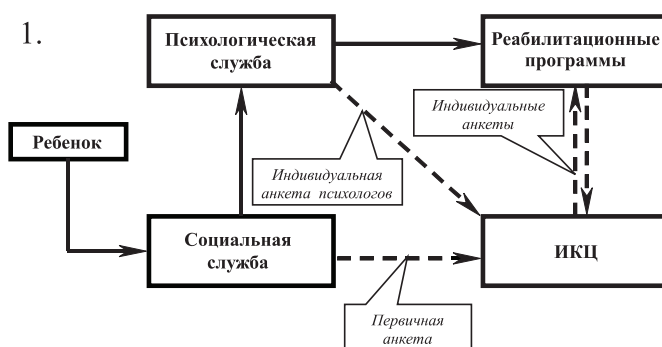 1.
Психологическая
служба
Реабилитационные
программы
Индивидуальные
анкеты
Ребенок
Индивидуальная
анкета психологов
Социальная
служба
ИКЦ
Первичная
анкета